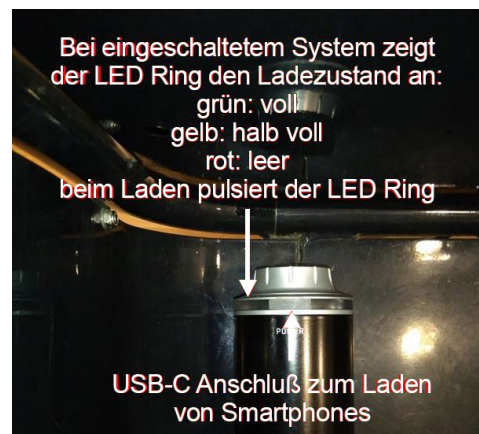 Bei eingeschaltetem System zeigt
der LED Ring den Ladezustand an:
grün: voll
gelb: halb voll
rot: leer
beim Laden pulsiert der LED Ring
POWER
USB-C Anschluß zum Laden
von Smartphones